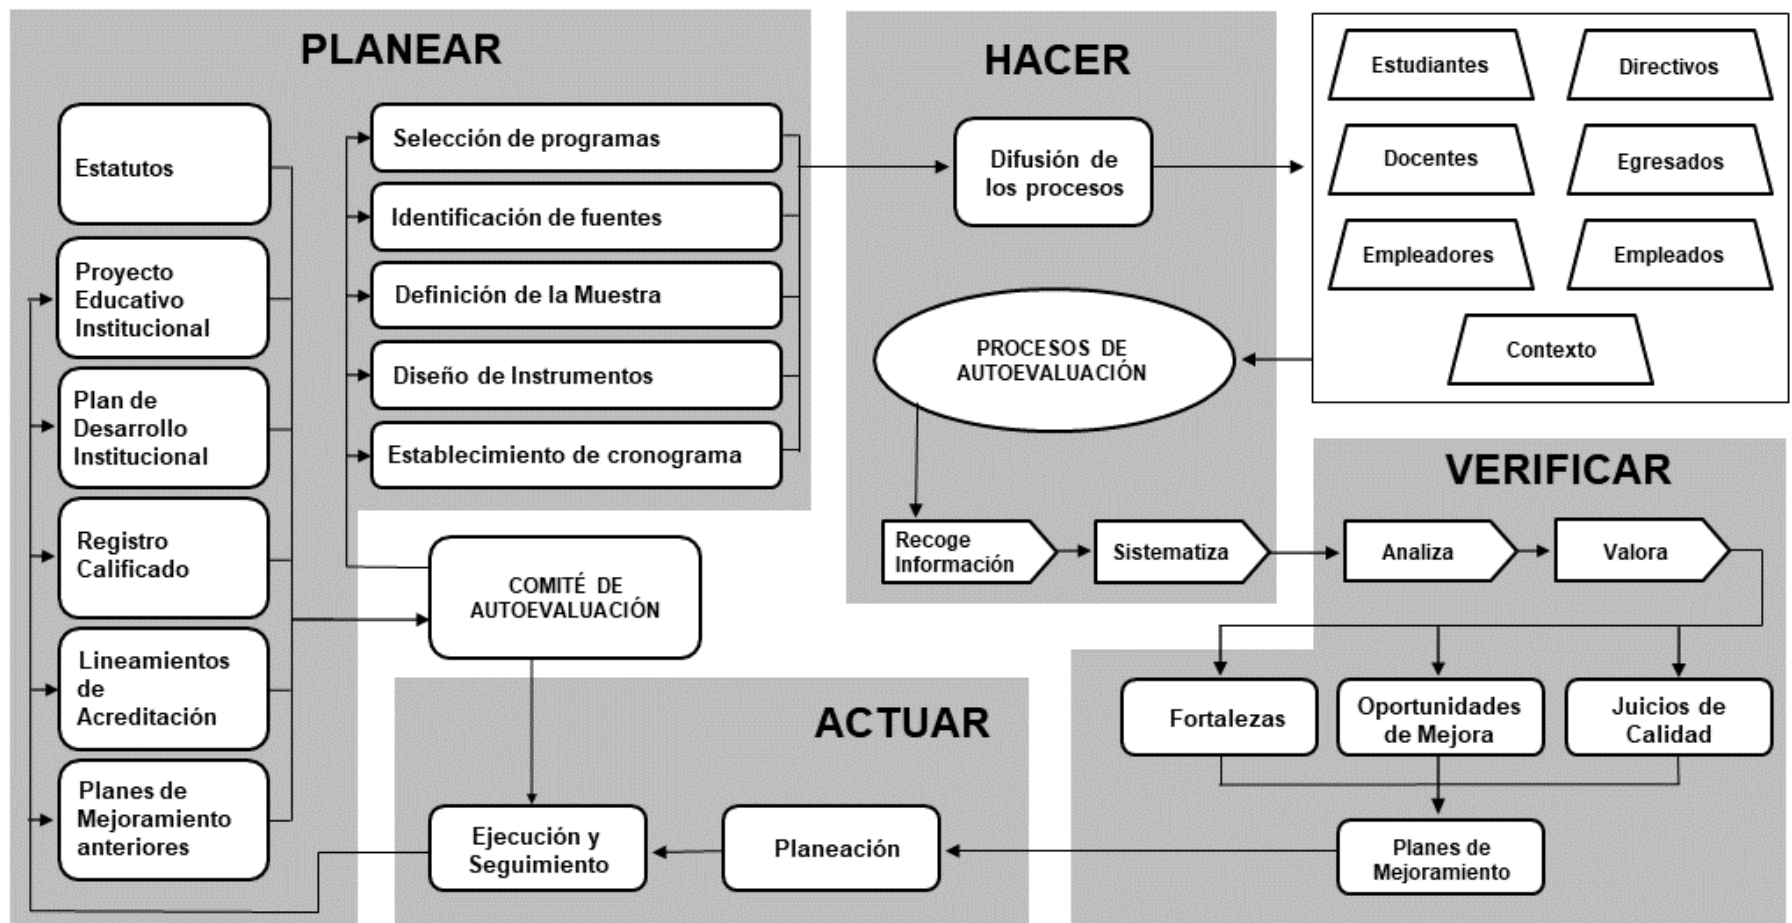 PLANEAR
Estatutos
Proyecto
Educativo
Institucional
Plan de
Desarrollo
Institucional
Registro
Calificado
Lineamientos
de
Acreditación
Planes de
Mejoramiento
anteriores
Selección de programas
Identificación de fuentes
Definición de la Muestra
Diseño de Instrumentos
Establecimiento de cronograma
COMITÉ DE
AUTOEVALUACIÓN
HACER
Difusión de
los procesos
Estudiantes
Directivos
Docentes
Egresados
Empleadores
Empleados
Contexto
PROCESOS DE
AUTOEVALUACIÓN
Recoge
Información
Sistematiza
VERIFICAR
Analiza
Valora
Fortalezas
Oportunidades
de Mejora
Juicios de
Calidad
Planes de
Mejoramiento
ACTUAR
Planeación
Ejecución y
Seguimiento